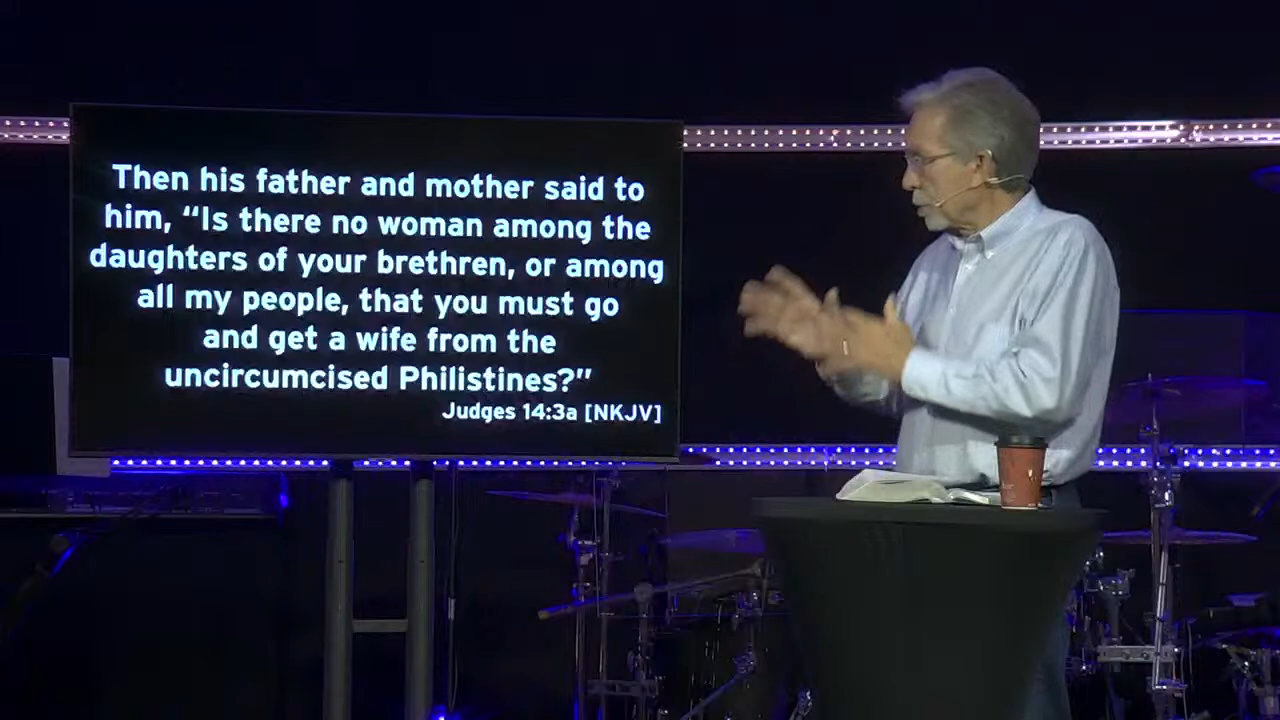 Then his father and mother said to
him, “Is there no woman among the
daughters of your brethren, or among
all my people, that you must go
and get a wife from the
uncircumcised Philistines?”
Judges 14:3a [NKJV]